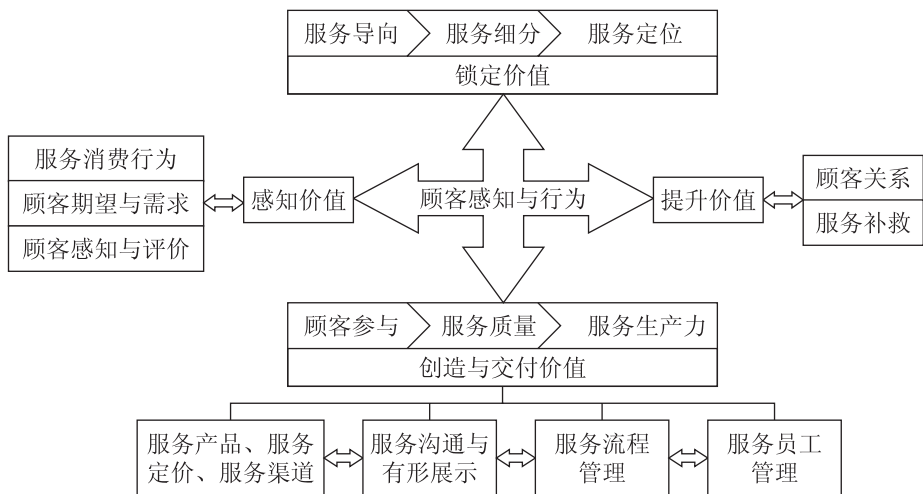 服务导向 服务细分 服务定位
锁定价值
服务消费行为
顾客期望与需求
顾客感知与评价
感知价值
顾客感知与行为
提升价值
顾客关系
服务补救
顾客参与 服务质量 服务生产力
创造与交付价值
服务产品、服务
定价、服务渠道
服务沟通与
有形展示
服务流程
管理
服务员工
管理